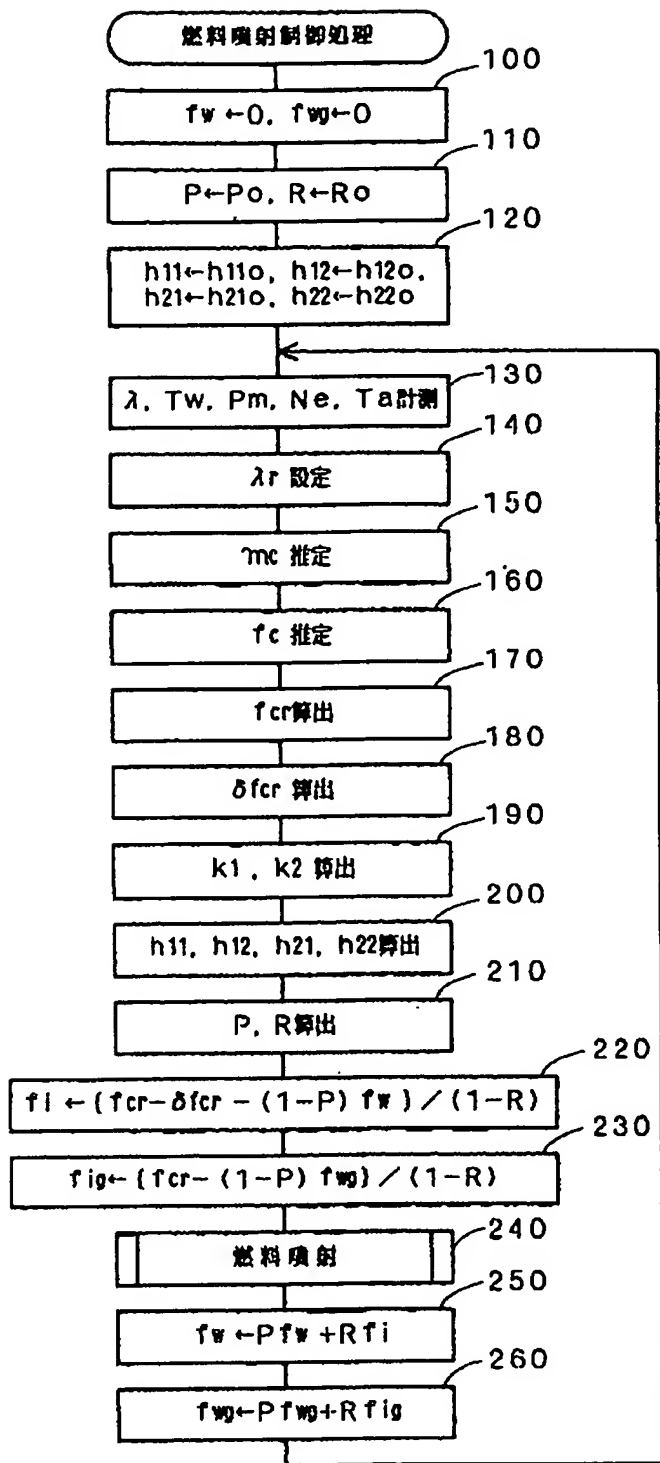 燃料噴射制御処理
100
fw←0, fwg←0
110
P←Po, R←Ro
120
h11←h11o, h12←h12o,
h21←h21o, h22←h22o
130
λ, Tw, Pm, Ne, Ta計測
140
λr 設定
150
mc 推定
160
fc 推定
170
fcr算出
180
δfcr 算出
190
k1, k2 算出
200
h11, h12, h21, h22算出
210
P, R算出
220
fi←{fcr-δfcr-(1-P)fw}/(1-R)
230
fig←{fcr-(1-P)fwg}/(1-R)
240
燃料噴射
250
fw←Pfw+Rfi
260
fwg←Pfwg+Rfig